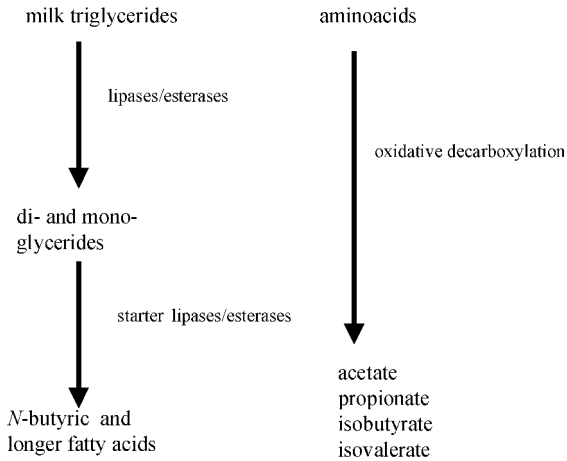 milk triglycerides
lipases/esterases
di- and mono-
glycerides
starter lipases/esterases
N-butyric and
longer fatty acids
aminoacids
oxidative decarboxylation
acetate
propionate
isobutyrate
isovalerate